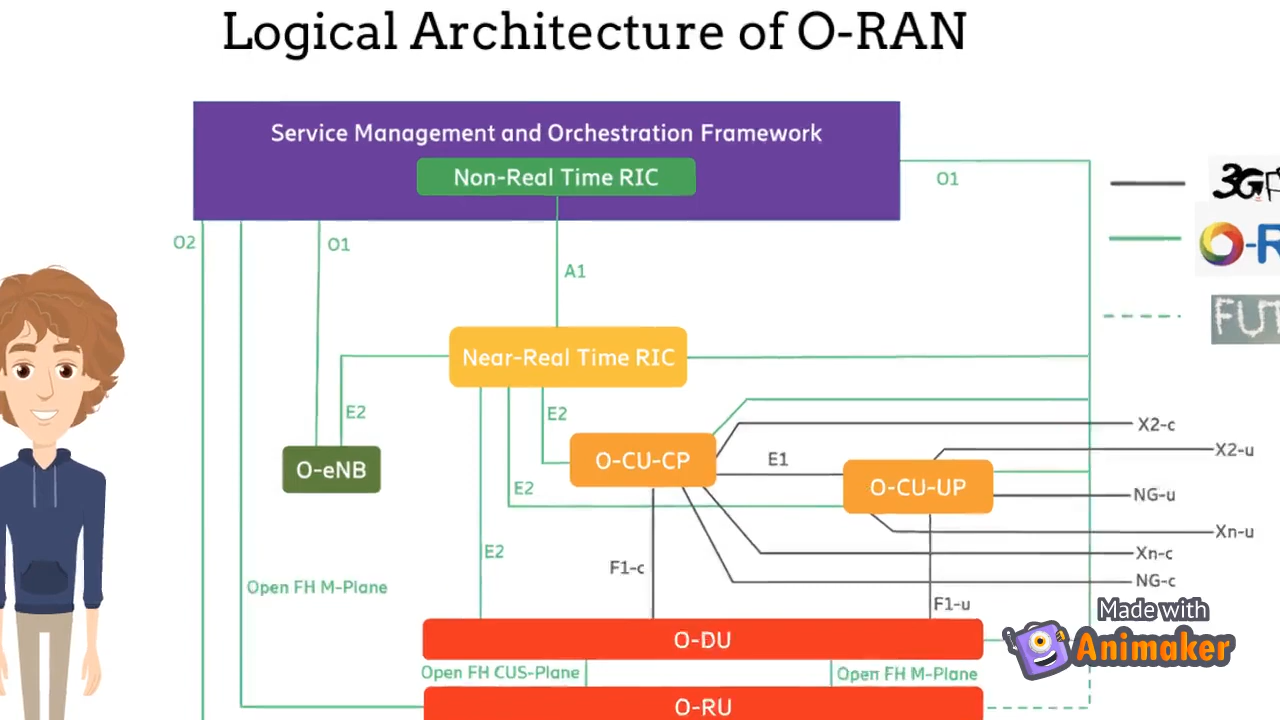 Logical Architecture of O-RAN
Service Management and Orchestration Framework
Non-Real Time RIC
O1
O2
O1
A1
Near-Real Time RIC
E2
E2
O-eNB
O-CU-CP
E1
O-CU-UP
X2-c
X2-u
NG-u
Xn-u
Xn-c
NG-c
E2
E2
F1-c
F1-u
Open FH M-Plane
O-DU
Open FH CUS-Plane
Open FH M-Plane
O-RU
3G
O-R
FUT
Made with
Animaker